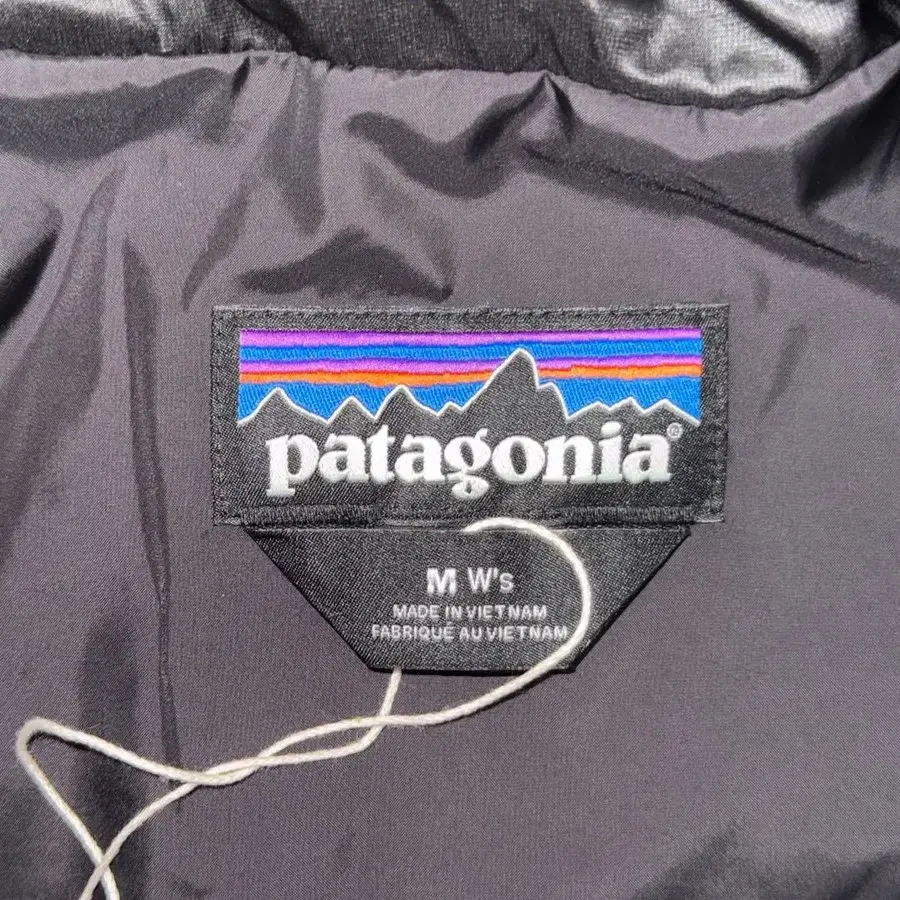 patagonia®
M W's
MADE IN VIETNAM
FABRIQUÉ AU VIETNAM